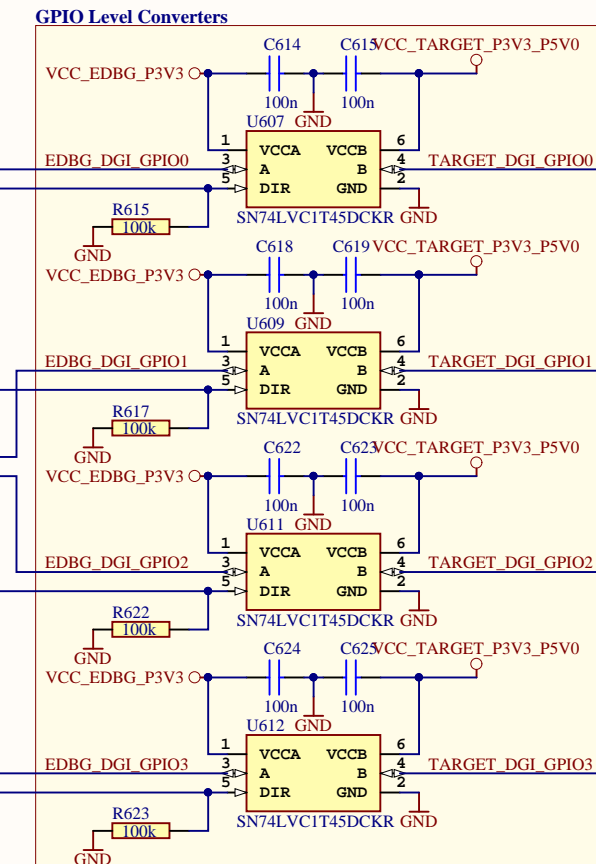 GPIO Level Converters
C614 C615 VCC_TARGET_P3V3_P5V0
VCC_EDBG_P3V3
100n 100n
U607 GND
1 VCCA VCCB 6
EDBG_DGI_GPIO0 3 A B 4 TARGET_DGI_GPIO0
5 DIR GND 2
R615 SN74LVC1T45DCKR GND
100k
GND
C618 C619 VCC_TARGET_P3V3_P5V0
VCC_EDBG_P3V3
100n 100n
U609 GND
1 VCCA VCCB 6
EDBG_DGI_GPIO1 3 A B 4 TARGET_DGI_GPIO1
5 DIR GND 2
R617 SN74LVC1T45DCKR GND
100k
GND
C622 C623 VCC_TARGET_P3V3_P5V0
VCC_EDBG_P3V3
100n 100n
U611 GND
1 VCCA VCCB 6
EDBG_DGI_GPIO2 3 A B 4 TARGET_DGI_GPIO2
5 DIR GND 2
R622 SN74LVC1T45DCKR GND
100k
GND
C624 C625 VCC_TARGET_P3V3_P5V0
VCC_EDBG_P3V3
100n 100n
U612 GND
1 VCCA VCCB 6
EDBG_DGI_GPIO3 3 A B 4 TARGET_DGI_GPIO3
5 DIR GND 2
R623 SN74LVC1T45DCKR GND
100k
GND